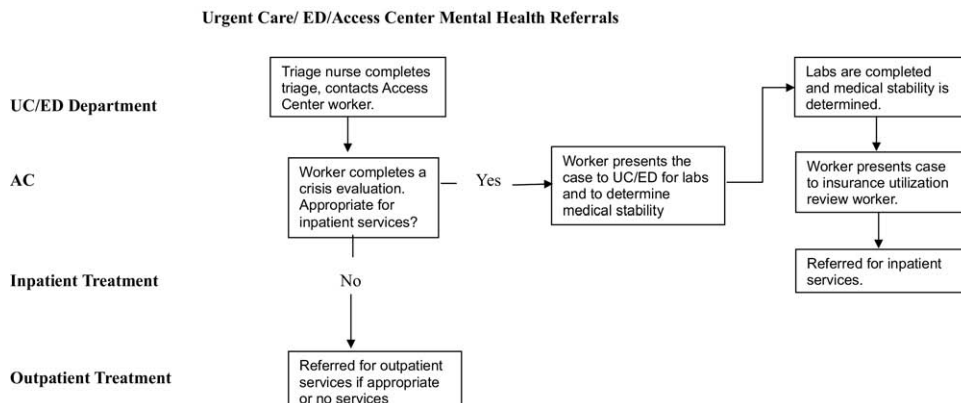 Urgent Care/ ED/Access Center Mental Health Referrals
UC/ED Department
Triage nurse completes
triage, contacts Access
Center worker.
Labs are completed
and medical stability is
determined.
AC
Worker completes a
crisis evaluation.
Appropriate for
inpatient services?
Yes
Worker presents the
case to UC/ED for labs
and to determine
medical stability
Worker presents case
to insurance utilization
review worker.
Inpatient Treatment
No
Referred for inpatient
services.
Outpatient Treatment
Referred for outpatient
services if appropriate
or no services